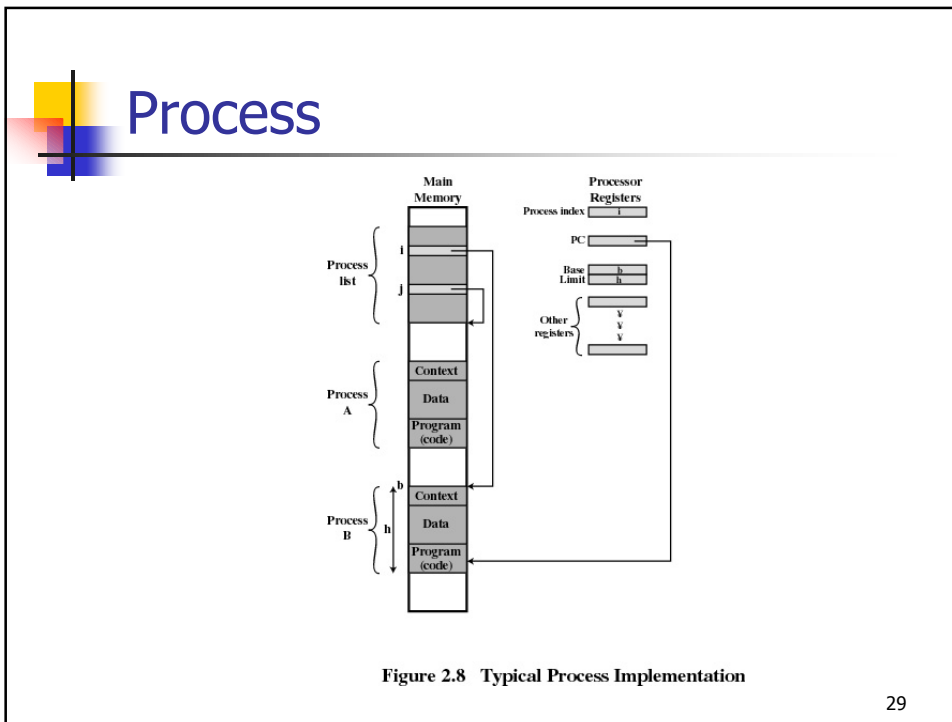 Process
Main
Memory
Processor
Registers
Process index
i
PC
Base
b
Limit
h
Other
registers
¥
¥
¥
Process
list
i
j
Process
A
Context
Data
Program
(code)
Process
B
b
h
Context
Data
Program
(code)
Figure 2.8 Typical Process Implementation
29